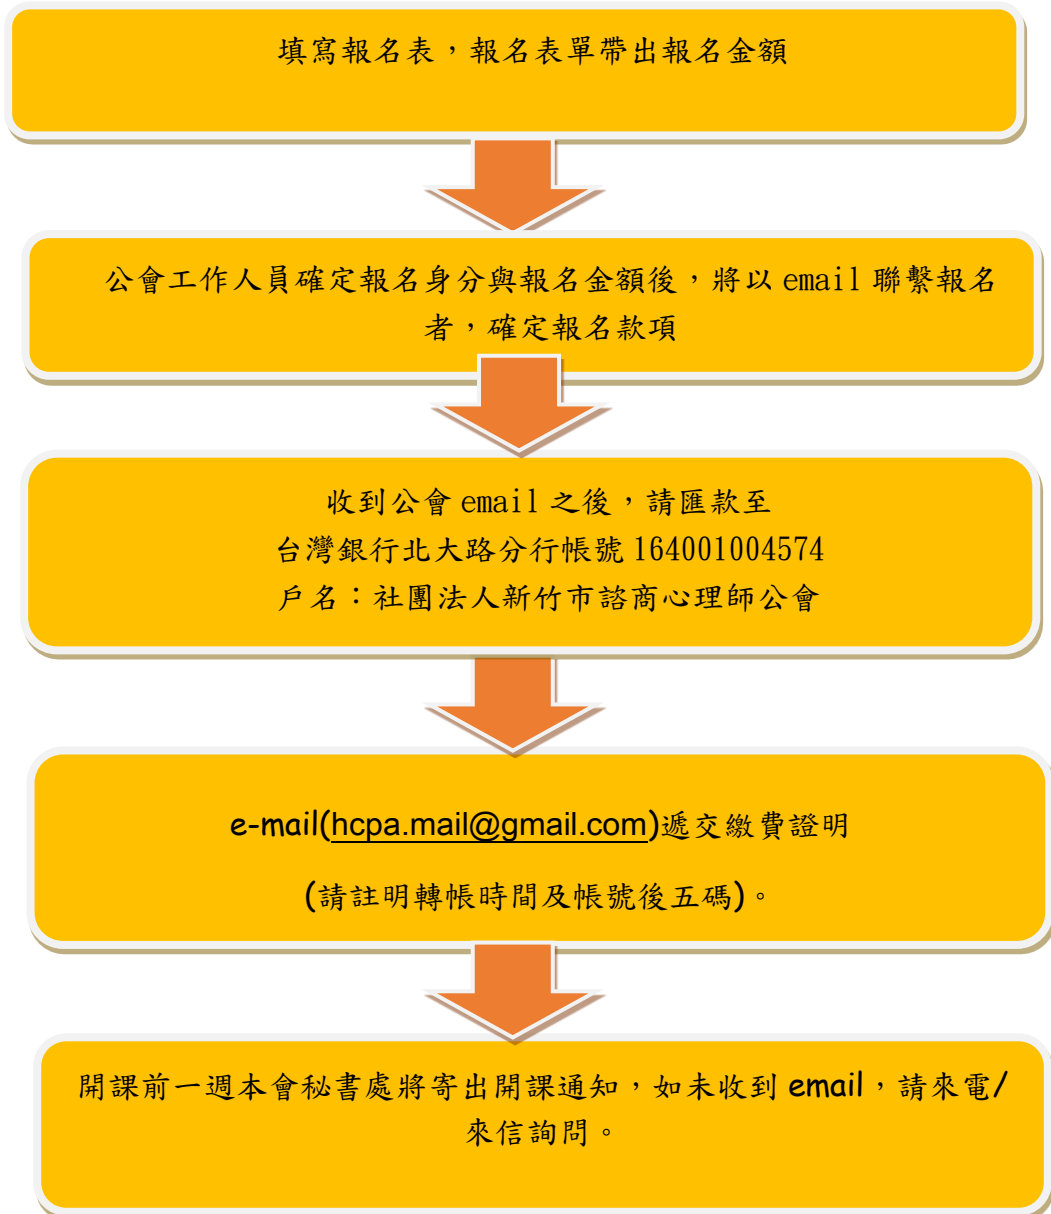 填寫報名表，報名表單帶出報名金額
公會工作人員確定報名身分與報名金額後，將以 email 聯繫報名
者，確定報名款項
收到公會 email 之後，請匯款至
台灣銀行北大路分行帳號 164001004574
戶名：社團法人新竹市諮商心理師公會
e-mail(hcpa.mail@gmail.com)遞交繳費證明
(請註明轉帳時間及帳號後五碼)。
開課前一週本會秘書處將寄出開課通知，如未收到 email，請來電/
來信詢問。